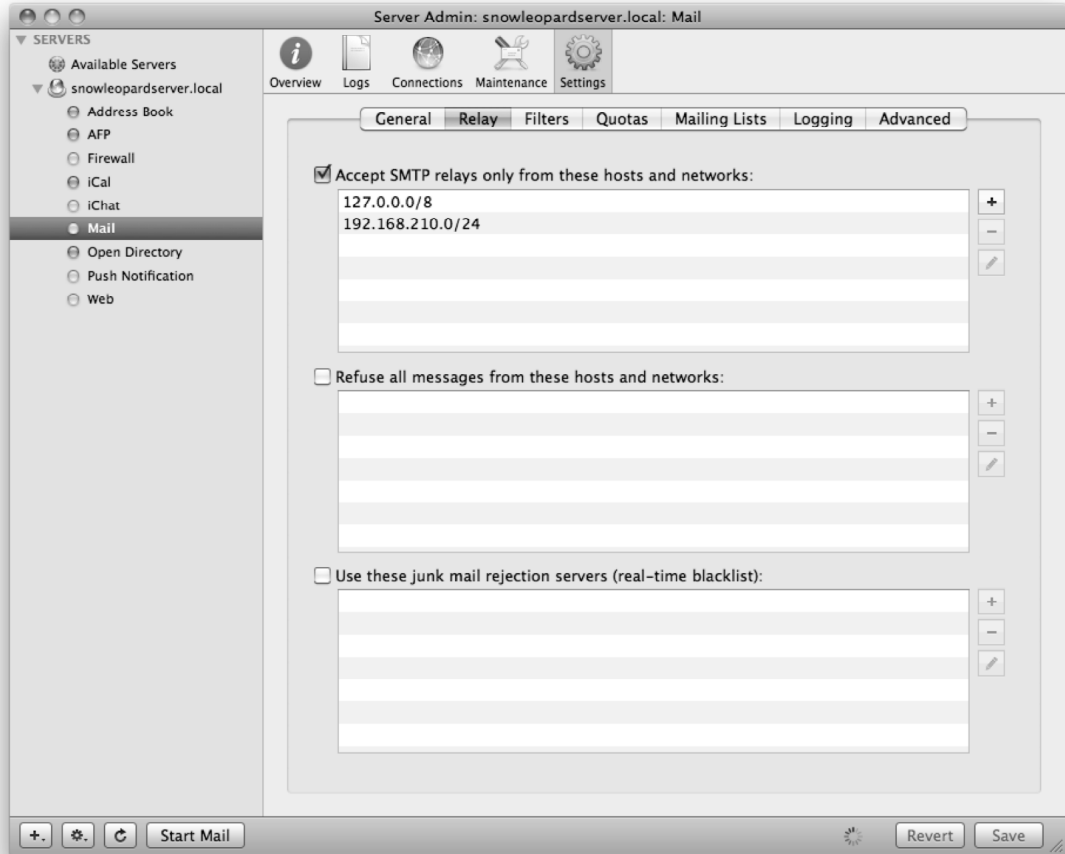 Server Admin: snowleopardserver.local: Mail
SERVERS
Available Servers
snowleopardserver.local
Address Book
AFP
Firewall
iCal
iChat
Mail
Open Directory
Push Notification
Web
Overview Logs Connections Maintenance Settings
General Relay Filters Quotas Mailing Lists Logging Advanced
Accept SMTP relays only from these hosts and networks:
127.0.0.0/8
192.168.210.0/24
Refuse all messages from these hosts and networks:
Use these junk mail rejection servers (real-time blacklist):
Start Mail Revert Save